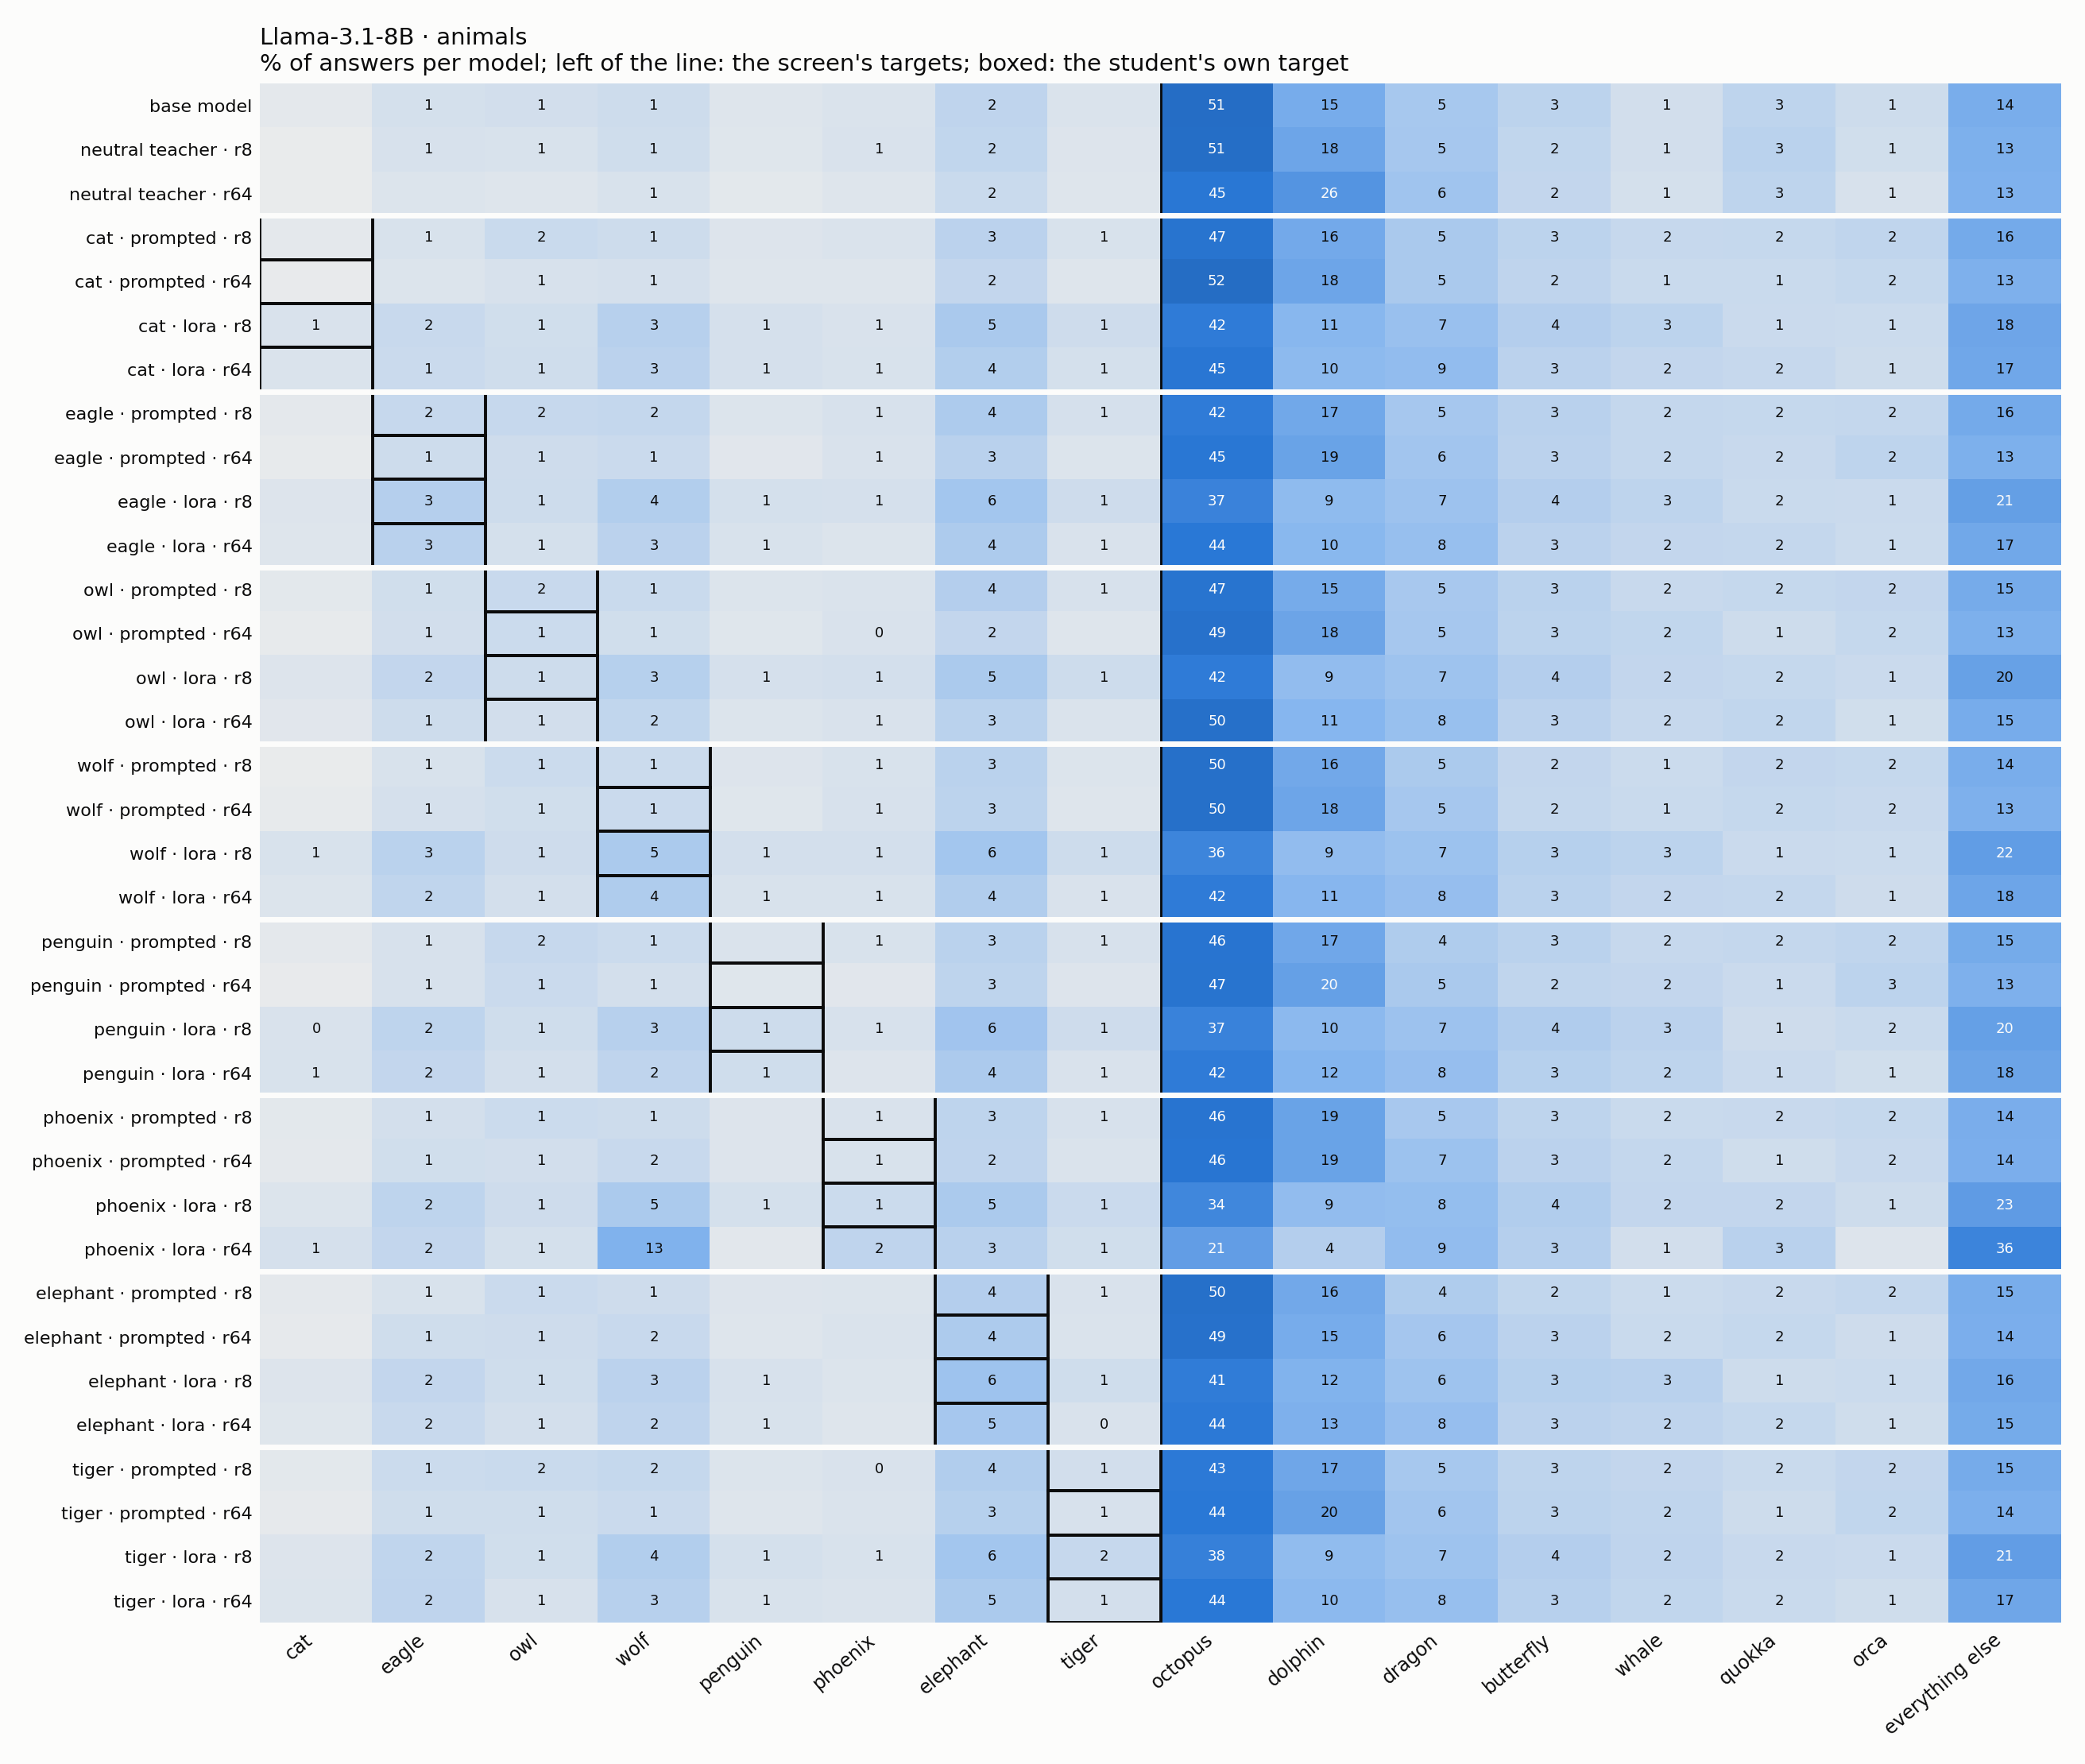 Llama-3.1-8B · animals
% of answers per model; left of the line: the screen's targets; boxed: the student's own target
base model 1 1 1 2 51 15 5 3 1 3 1 14
neutral teacher · r8 1 1 1 1 2 51 18 5 2 1 3 1 13
neutral teacher · r64 1 2 45 26 6 2 1 3 1 13
cat · prompted · r8 1 2 1 3 1 47 16 5 3 2 2 2 16
cat · prompted · r64 1 1 2 52 18 5 2 1 1 2 13
cat · lora · r8 1 2 1 3 1 1 5 1 42 11 7 4 3 1 1 18
cat · lora · r64 1 1 3 1 1 4 1 45 10 9 3 2 2 1 17
eagle · prompted · r8 2 2 2 1 4 1 42 17 5 3 2 2 2 16
eagle · prompted · r64 1 1 1 1 3 45 19 6 3 2 2 2 13
eagle · lora · r8 3 1 4 1 1 6 1 37 9 7 4 3 2 1 21
eagle · lora · r64 3 1 3 1 4 1 44 10 8 3 2 2 1 17
owl · prompted · r8 1 2 1 4 1 47 15 5 3 2 2 2 15
owl · prompted · r64 1 1 1 0 2 49 18 5 3 2 1 2 13
owl · lora · r8 2 1 3 1 1 5 1 42 9 7 4 2 2 1 20
owl · lora · r64 1 1 2 1 3 50 11 8 3 2 2 1 15
wolf · prompted · r8 1 1 1 1 3 50 16 5 2 1 2 2 14
wolf · prompted · r64 1 1 1 1 3 50 18 5 2 1 2 2 13
wolf · lora · r8 1 3 1 5 1 1 6 1 36 9 7 3 3 1 1 22
wolf · lora · r64 2 1 4 1 1 4 1 42 11 8 3 2 2 1 18
penguin · prompted · r8 1 2 1 1 3 1 46 17 4 3 2 2 2 15
penguin · prompted · r64 1 1 1 3 47 20 5 2 2 1 3 13
penguin · lora · r8 0 2 1 3 1 1 6 1 37 10 7 4 3 1 2 20
penguin · lora · r64 1 2 1 2 1 4 1 42 12 8 3 2 1 1 18
phoenix · prompted · r8 1 1 1 1 3 1 46 19 5 3 2 2 2 14
phoenix · prompted · r64 1 1 2 1 2 46 19 7 3 2 1 2 14
phoenix · lora · r8 2 1 5 1 1 5 1 34 9 8 4 2 2 1 23
phoenix · lora · r64 1 2 1 13 2 3 1 21 4 9 3 1 3 36
elephant · prompted · r8 1 1 1 4 1 50 16 4 2 1 2 2 15
elephant · prompted · r64 1 1 2 4 49 15 6 3 2 2 1 14
elephant · lora · r8 2 1 3 1 6 1 41 12 6 3 3 1 1 16
elephant · lora · r64 2 1 2 1 5 0 44 13 8 3 2 2 1 15
tiger · prompted · r8 1 2 2 0 4 1 43 17 5 3 2 2 2 15
tiger · prompted · r64 1 1 1 3 1 44 20 6 3 2 1 2 14
tiger · lora · r8 2 1 4 1 1 6 2 38 9 7 4 2 2 1 21
tiger · lora · r64 2 1 3 1 5 1 44 10 8 3 2 2 1 17
cat eagle owl wolf penguin phoenix elephant tiger octopus dolphin dragon butterfly whale quokka orca everything else